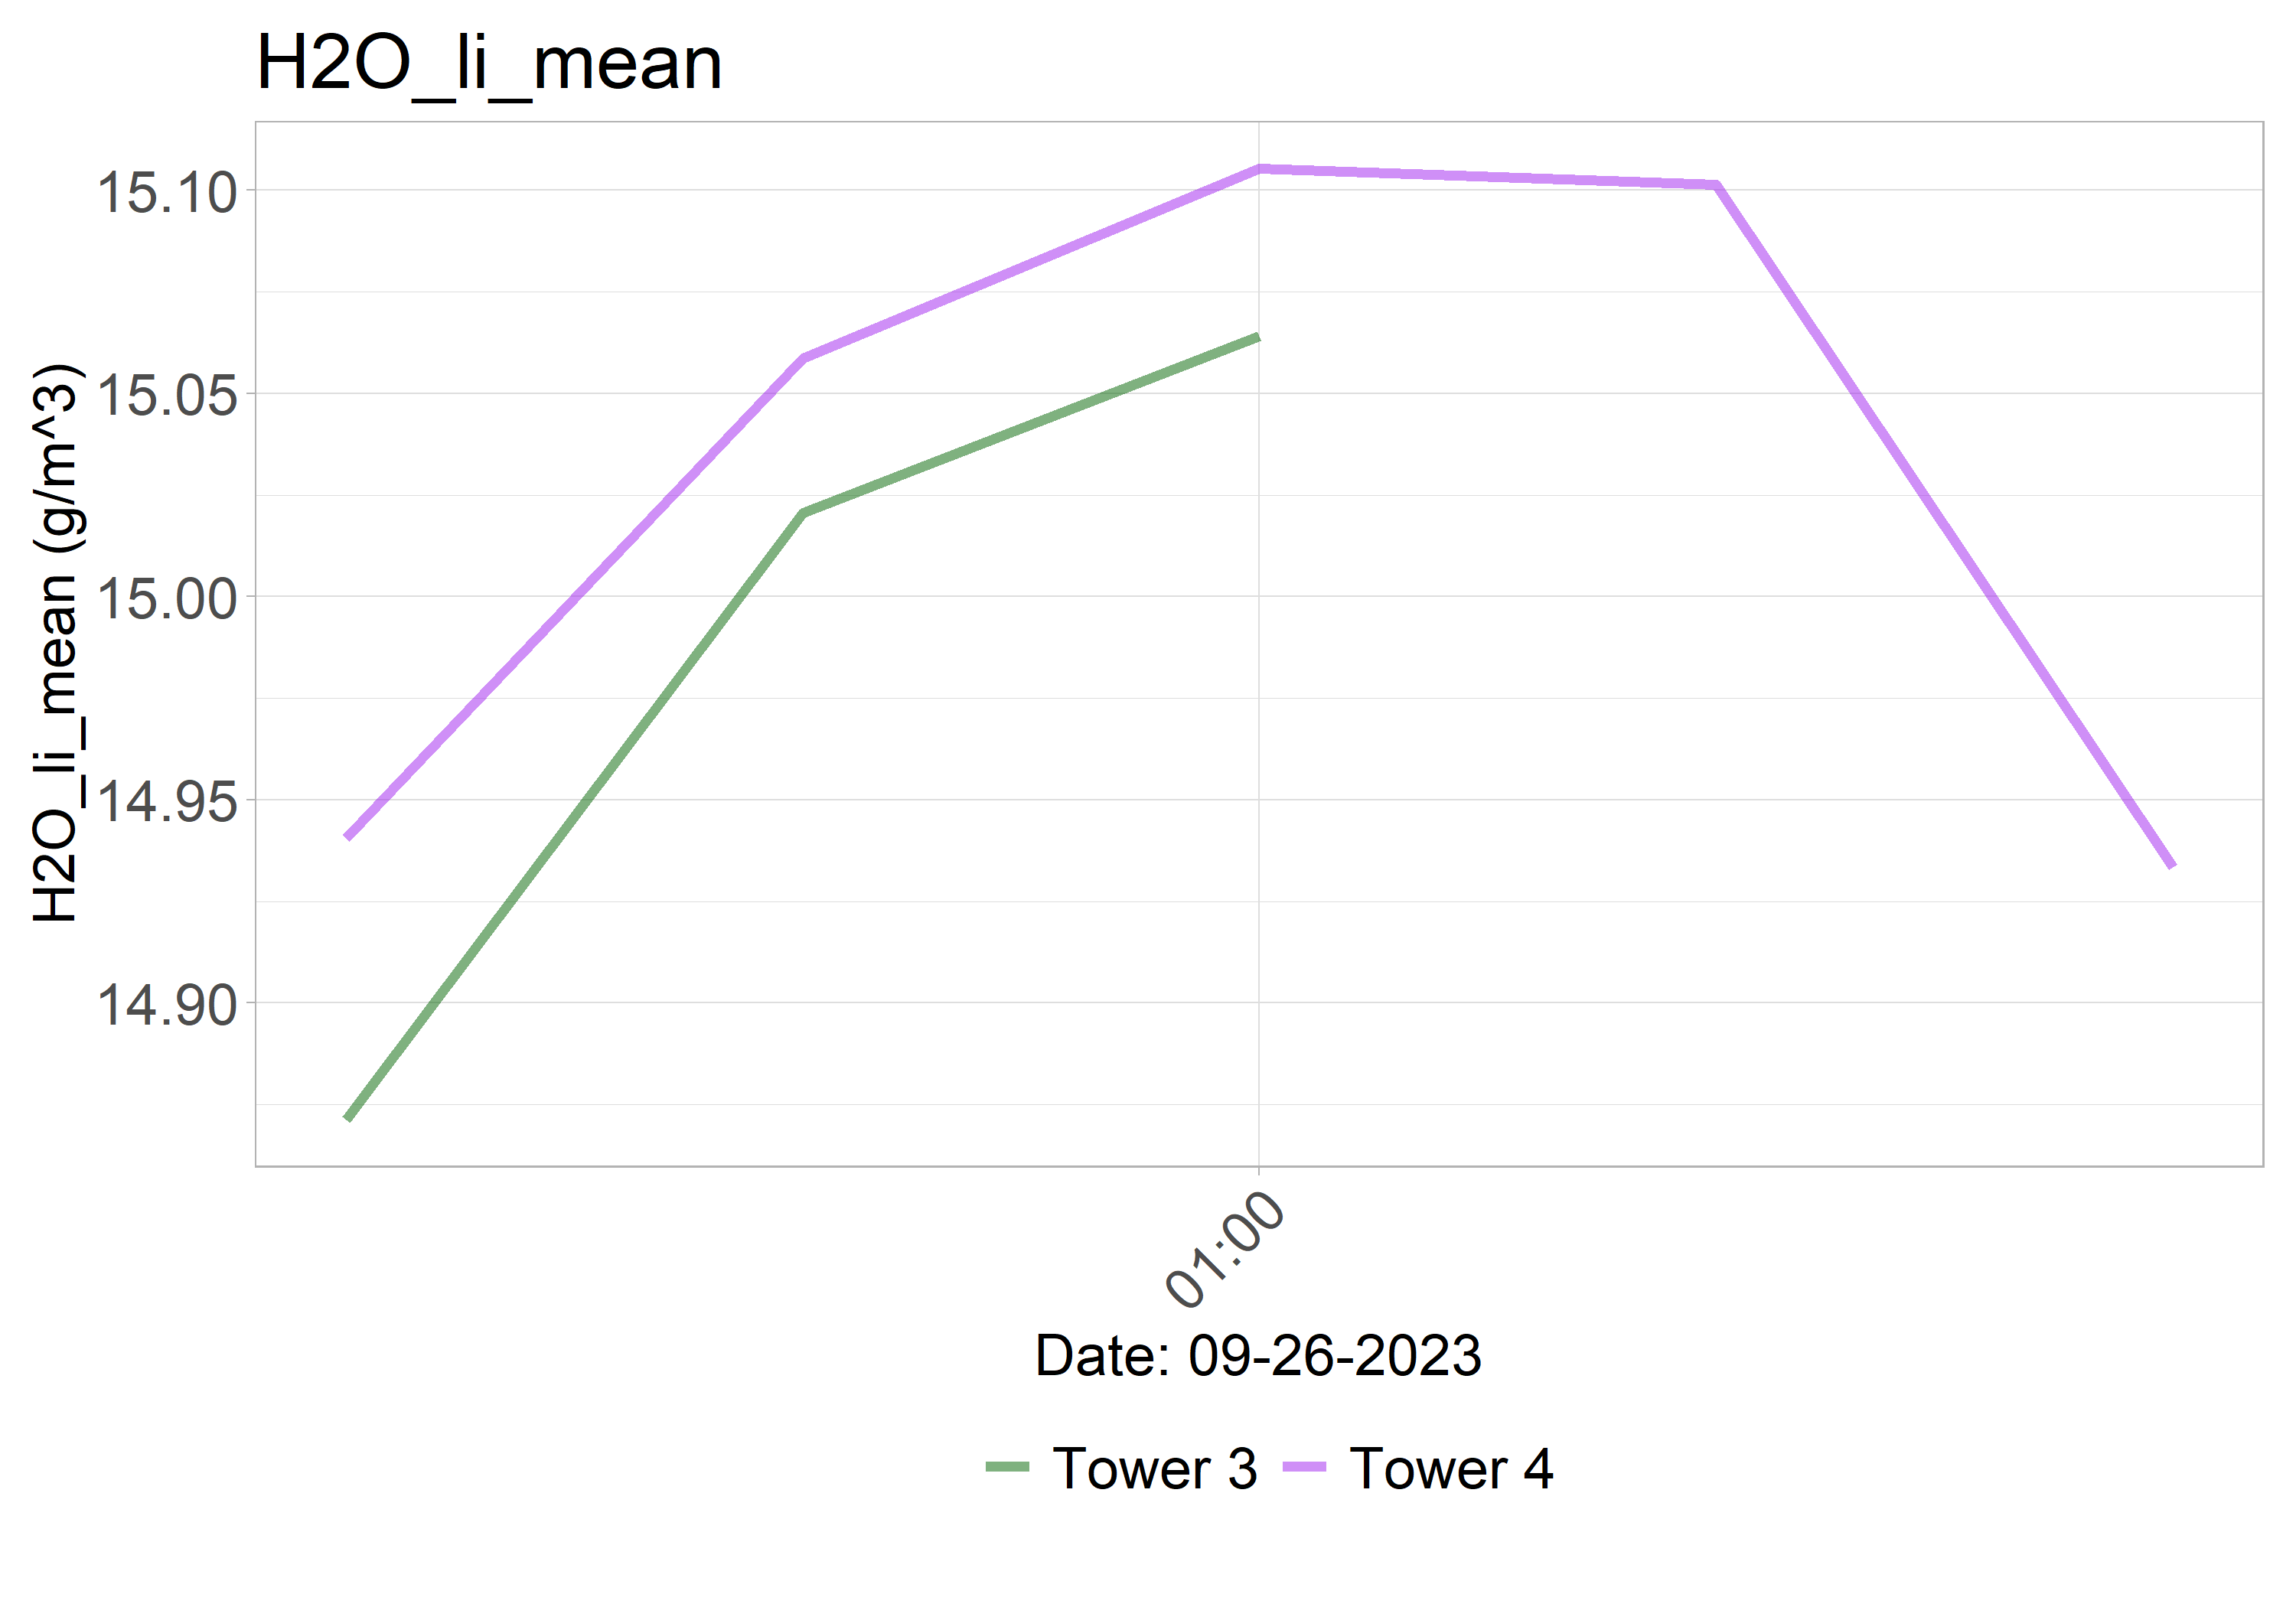 H2O_li_mean
H2O_li_mean (g/m^3)
15.10
15.05
15.00
14.95
14.90
01:00
Date: 09-26-2023
Tower 3 Tower 4